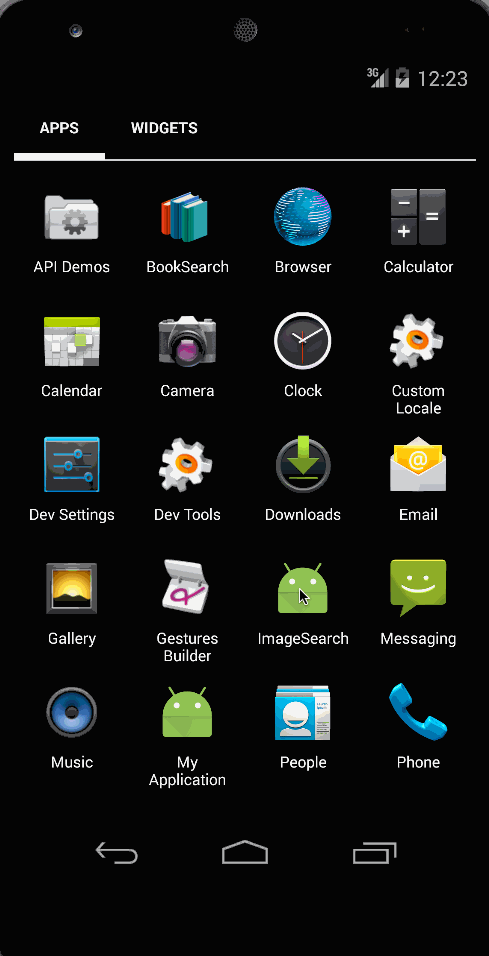 3G 12:23
APPS WIDGETS
API Demos BookSearch Browser Calculator
Calendar Camera Clock Custom
Locale
Dev Settings Dev Tools Downloads Email
Gallery Gestures ImageSearch Messaging
Builder
Music My People Phone
Application